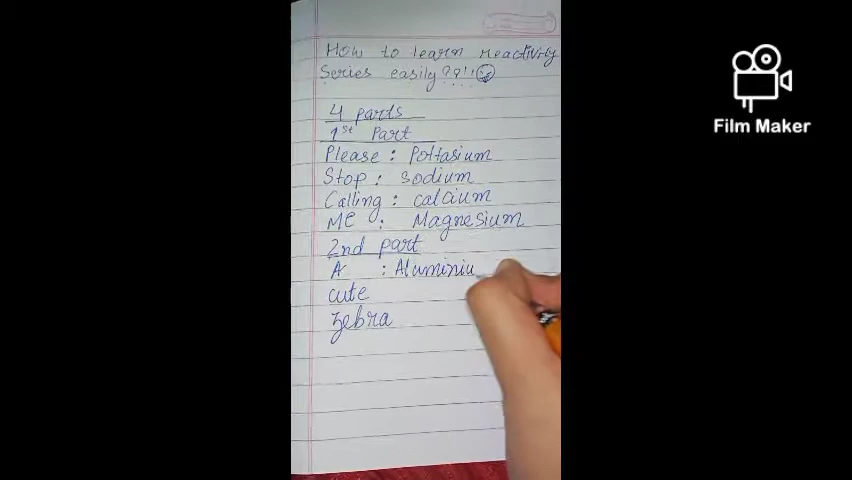 How to learn reactivity
Series easily??!!
4 parts
1st Part
Please : Pottasium
Stop : sodium
Calling : calcium
ME : Magnesium
2nd part
A : Aluminiu
cute
zebra
Film Maker